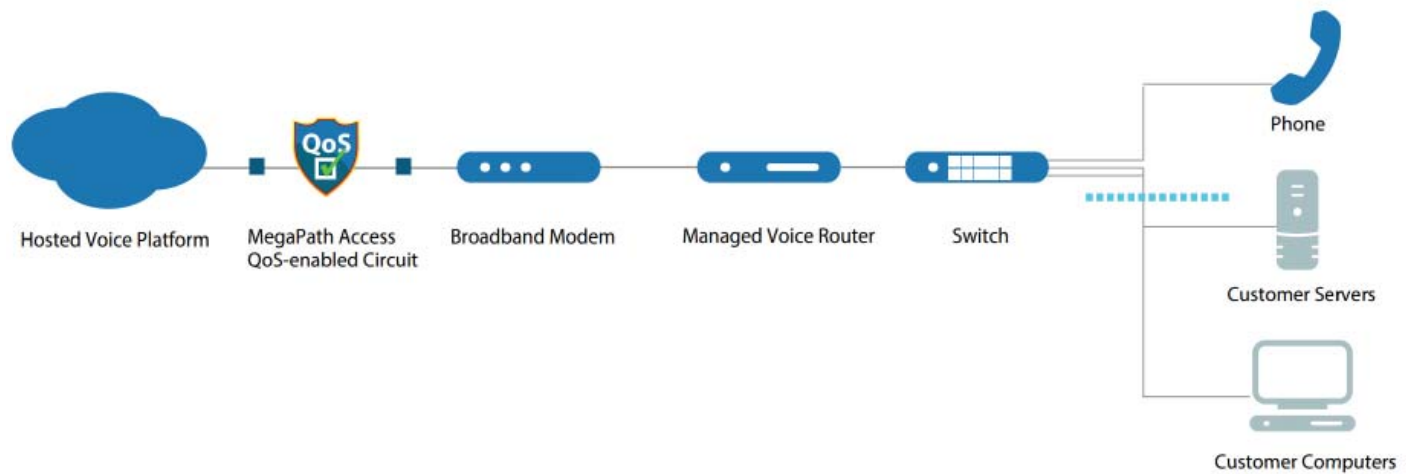 QoS
Hosted Voice Platform
MegaPath Access
QoS-enabled Circuit
Broadband Modem
Managed Voice Router
Switch
Phone
Customer Servers
Customer Computers